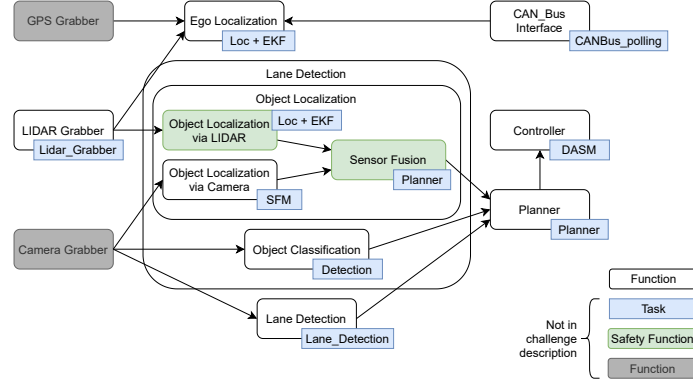 GPS Grabber
Ego Localization
Loc + EKF
CAN_Bus
Interface
CANBus_polling
Lane Detection
Object Localization
LIDAR Grabber
Lidar_Grabber
Object Localization
via LIDAR
Loc + EKF
Object Localization
via Camera
SFM
Sensor Fusion
Planner
Controller
DASM
Planner
Planner
Camera Grabber
Object Classification
Detection
Lane Detection
Lane_Detection
Function
Task
Safety Function
Function
Not in
challenge
description